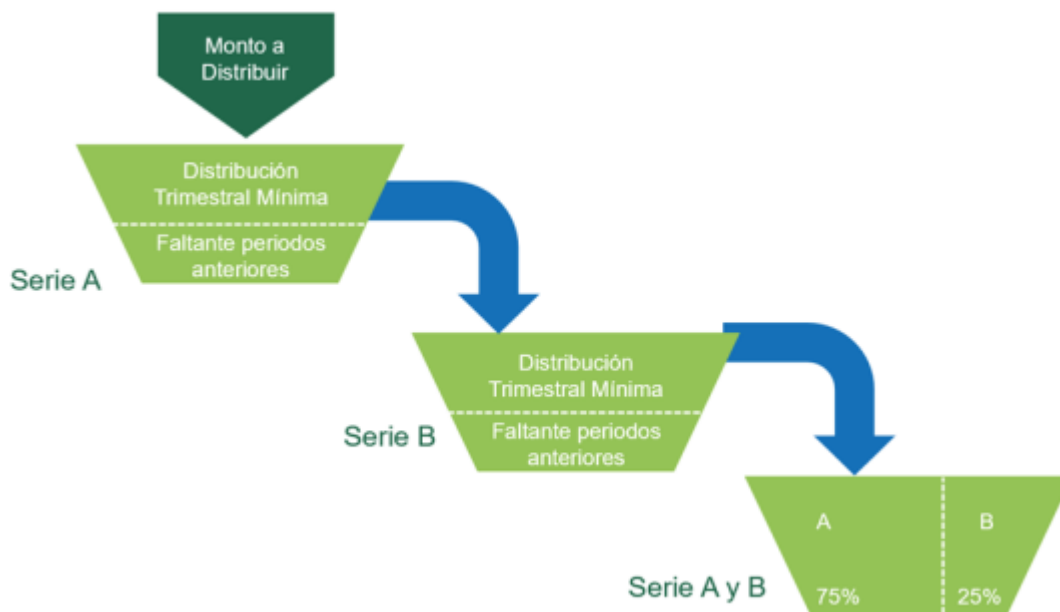 Monto a
Distribuir
Distribución
Trimestral Mínima
Faltante periodos
anteriores
Serie A
Distribución
Trimestral Mínima
Faltante periodos
anteriores
Serie B
A B
75% 25%
Serie A y B